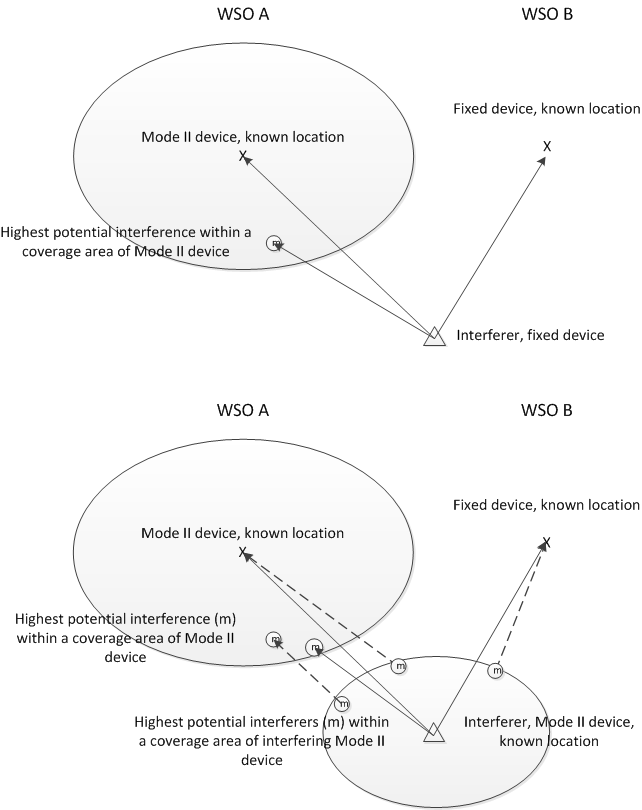 WSO A
WSO B
Fixed device, known location
Mode II device, known location
X
X
Highest potential interference within a
coverage area of Mode II device
m
Interferer, fixed device
WSO A
WSO B
Fixed device, known location
Mode II device, known location
X
X
Highest potential interference (m)
within a coverage area of Mode II
device
m
m
m
m
m
Highest potential interferers (m) within
a coverage area of interfering Mode II
device
Interferer, Mode II device,
known location